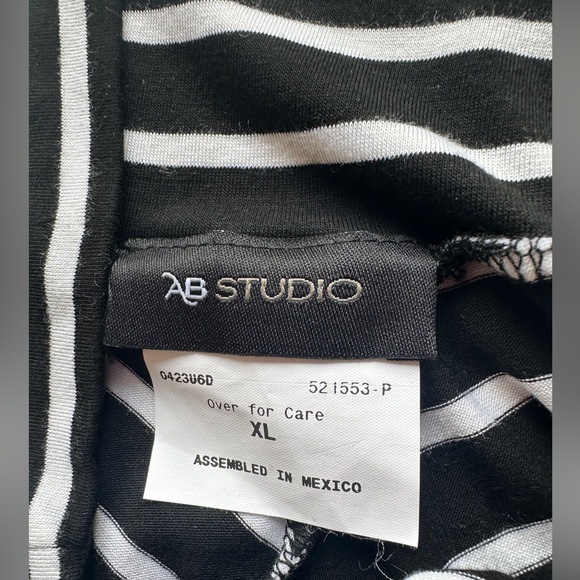 AB STUDIO
0423U6D 521553-P
Over for Care
XL
ASSEMBLED IN MEXICO